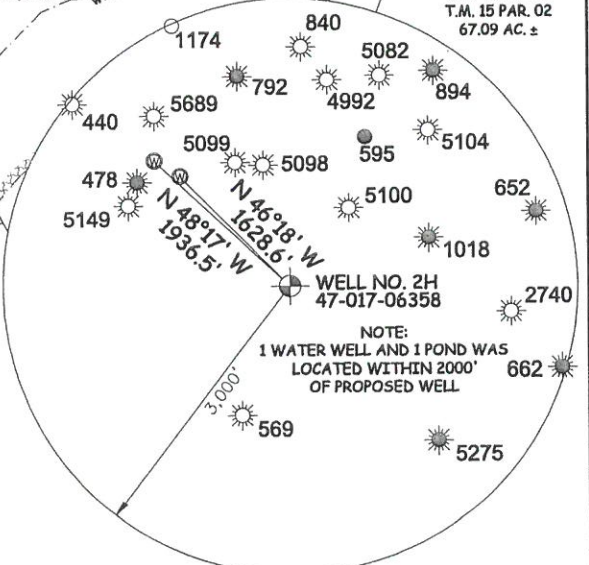 T.M. 15 PAR. 02
67.09 AC. ±
840
1174
5082
792
4992
894
440
5689
5104
5099
5098
595
478
5100
652
5149
N 46°18' W
1628.6'
N 48°17' W
1936.5'
1018
W
W
WELL NO. 2H
47-017-06358
2740
NOTE:
1 WATER WELL AND 1 POND WAS
LOCATED WITHIN 2000'
OF PROPOSED WELL
662
3,000'
569
5275